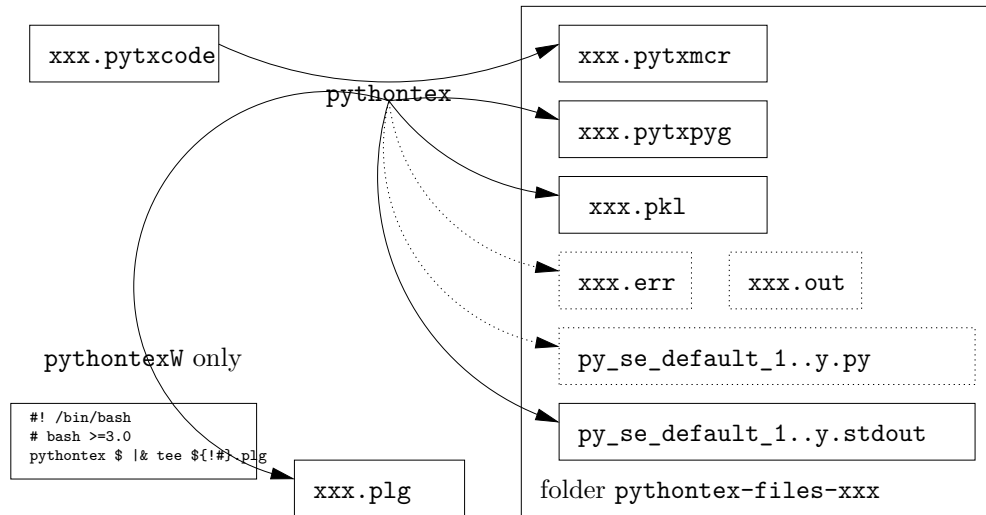 xxx.pytxcode
pythontex
xxx.pytxmcr
xxx.pytxpyg
xxx.pkl
xxx.err
xxx.out
py_se_default_1..y.py
py_se_default_1..y.stdout
folder pythontex-files-xxx
pythontexW only
#! /bin/bash
# bash >=3.0
pythontex $ |& tee ${!#}.plg
xxx.plg